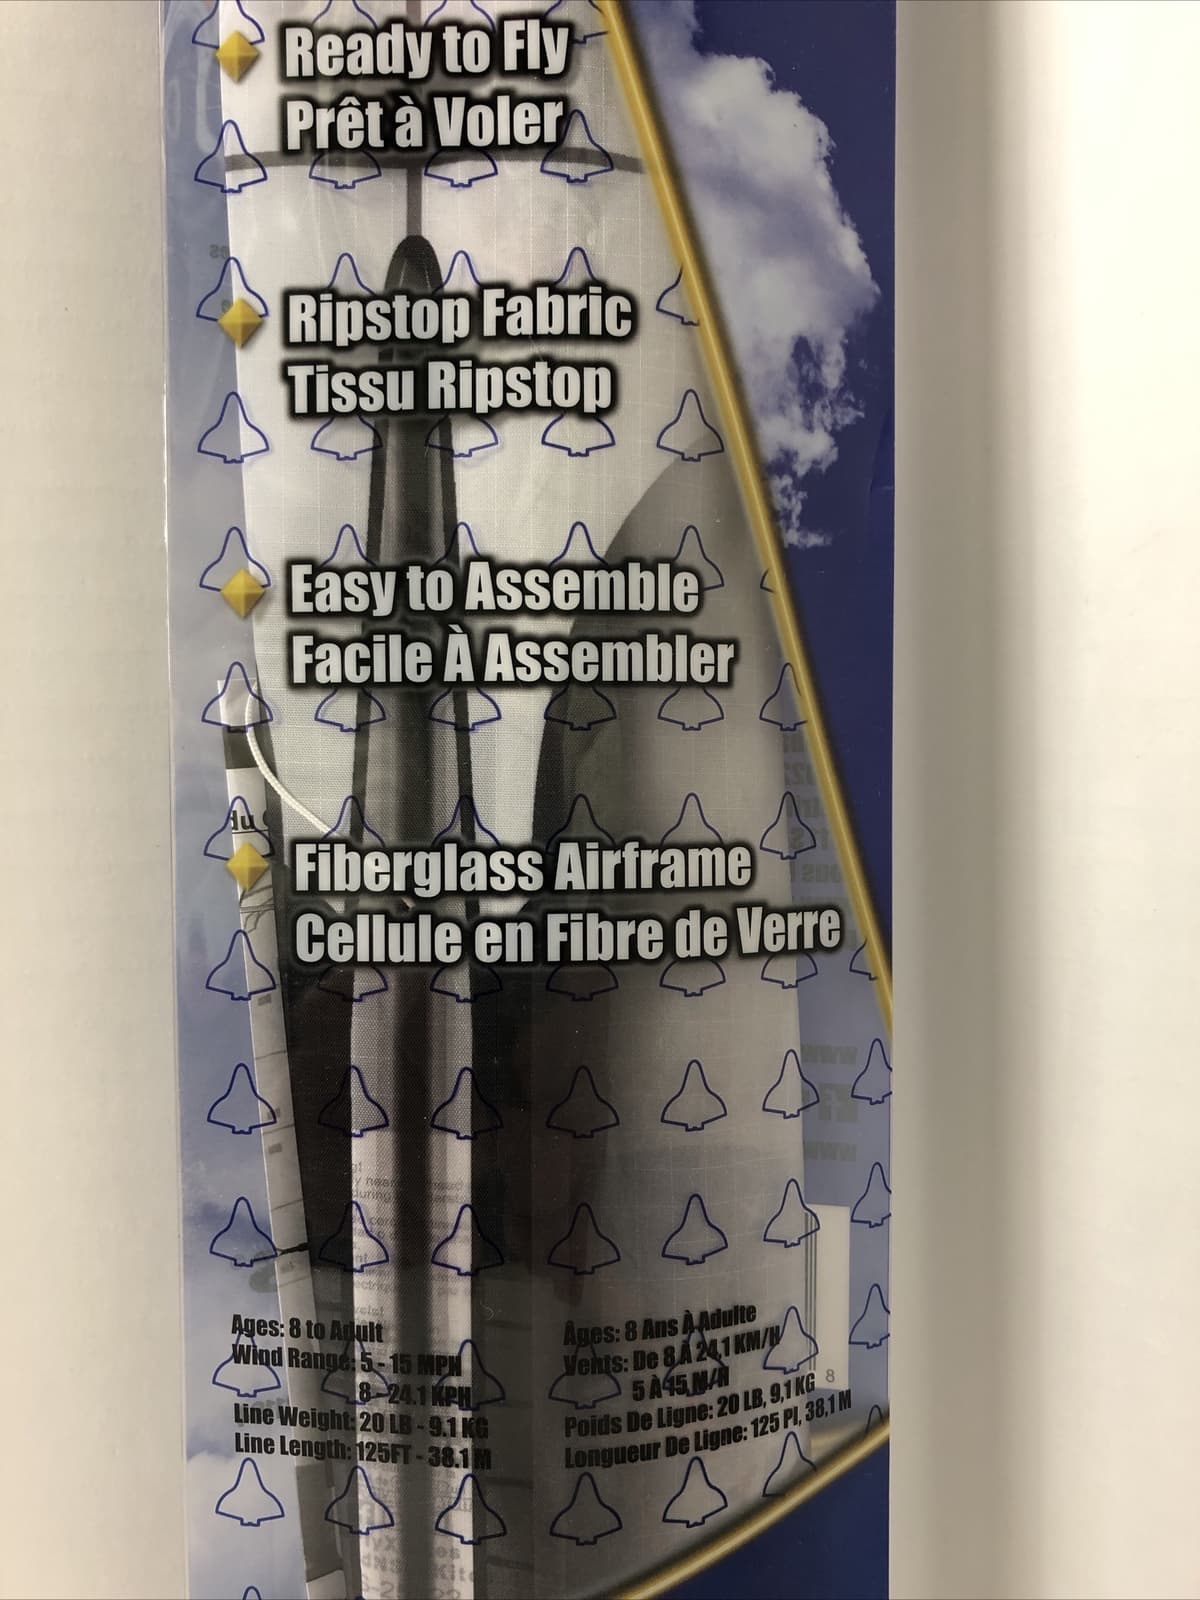 Ready to Fly
Prêt à Voler
Ripstop Fabric
Tissu Ripstop
Easy to Assemble
Facile À Assembler
du
Fiberglass Airframe
Cellule en Fibre de Verre
Ages: 8 to Adult
Wind Range: 5 - 15 MPH
8 - 24.1 KPH
Line Weight: 20 LB - 9.1 KG
Line Length: 125FT - 38.1 M
Âges: 8 Ans À Adulte
Vents: De 8 À 24,1 KM/H
5 À 15 M/H
Poids De Ligne: 20 LB, 9,1 KG
Longueur De Ligne: 125 PI, 38,1 M
8